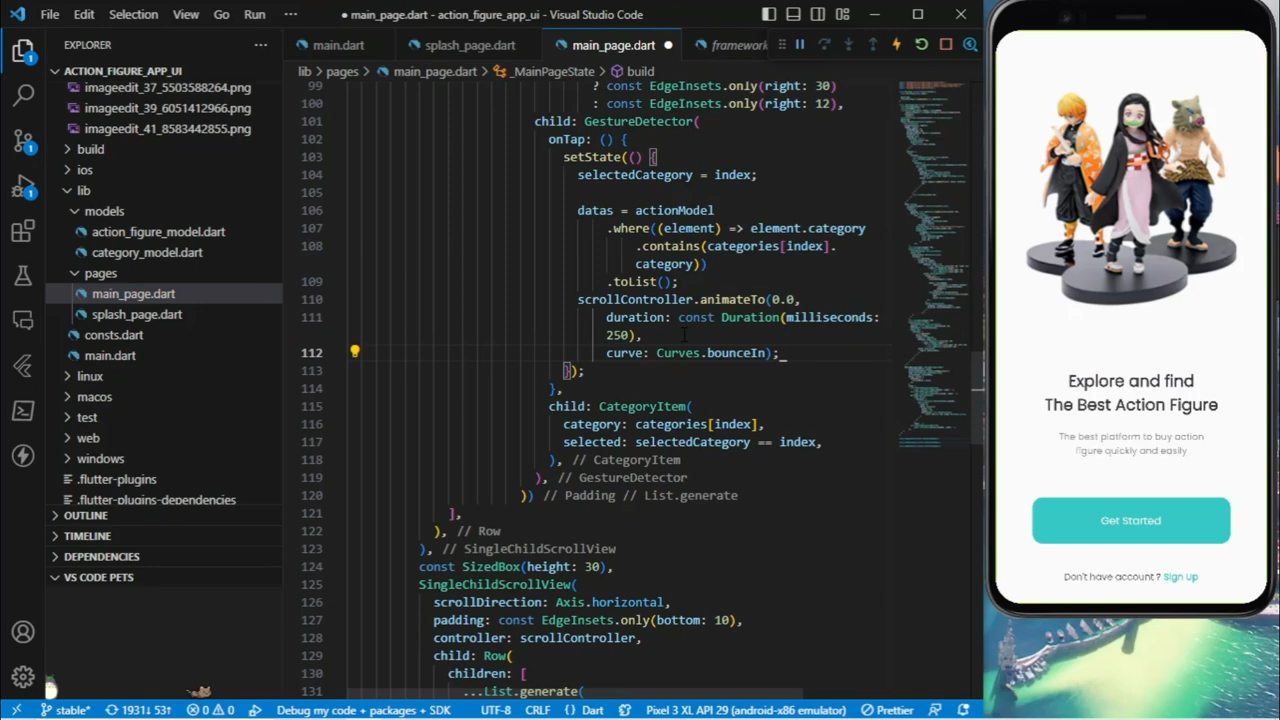 File Edit Selection View Go Run ··· ● main_page.dart - action_figure_app_ui - Visual Studio Code
EXPLORER ···
main.dart splash_page.dart main_page.dart ● framework
ACTION_FIGURE_APP_UI
lib > pages > main_page.dart > _MainPageState > build
imageedit_37_5503588264.png
imageedit_39_6051412966.png
imageedit_41_8583442855.png
build
ios
lib
models
action_figure_model.dart
category_model.dart
pages
main_page.dart
splash_page.dart
consts.dart
main.dart
linux
macos
test
web
windows
.flutter-plugins
.flutter-plugins-dependencies
OUTLINE
TIMELINE
DEPENDENCIES
VS CODE PETS
99 ? const EdgeInsets.only(right: 30)
100 : const EdgeInsets.only(right: 12),
101 child: GestureDetector(
102 onTap: () {
103 setState(() {
104 selectedCategory = index;
105
106 datas = actionModel
107 .where((element) => element.category
108 .contains(categories[index].
category))
109 .toList();
110 scrollController.animateTo(0.0,
111 duration: const Duration(milliseconds:
250),
112 curve: Curves.bounceIn);
113 });
114 },
115 child: CategoryItem(
116 category: categories[index],
117 selected: selectedCategory == index,
118 ), // CategoryItem
119 ), // GestureDetector
120 )) // Padding // List.generate
121 ],
122 ), // Row
123 ), // SingleChildScrollView
124 const SizedBox(height: 30),
125 SingleChildScrollView(
126 scrollDirection: Axis.horizontal,
127 padding: const EdgeInsets.only(bottom: 10),
128 controller: scrollController,
129 child: Row(
130 children: [
131 ...List.generate(
Explore and find
The Best Action Figure
The best platform to buy action
figure quickly and easily
Get Started
Don't have account ? Sign Up
stable* 1931↓ 53↑ 0 0 Debug my code + packages + SDK UTF-8 CRLF {} Dart Pixel 3 XL API 29 (android-x86 emulator) Prettier